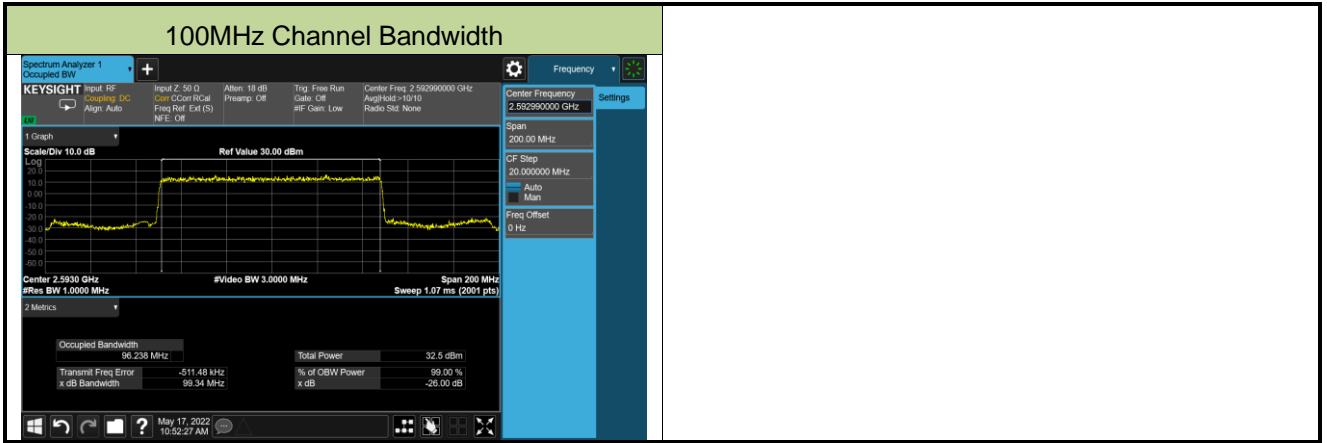 100MHz Channel Bandwidth
Spectrum Analyzer 1
Occupied BW
+
Frequency
KEYSIGHT
Input: RF
Coupling: DC
Align: Auto
Input Z: 50 Ω
Corr CCorr RCal
Freq Ref: Ext (S)
NFE: Off
Atten: 18 dB
Preamp: Off
Trig: Free Run
Gate: Off
#IF Gain: Low
Center Freq: 2.592990000 GHz
Avg|Hold:>10/10
Radio Std: None
Center Frequency
2.592990000 GHz
Settings
Span
200.00 MHz
CF Step
20.000000 MHz
Auto
Man
Freq Offset
0 Hz
1 Graph
Scale/Div 10.0 dB
Ref Value 30.00 dBm
Log
20.0
10.0
0.00
-10.0
-20.0
-30.0
-40.0
-50.0
-60.0
Center 2.5930 GHz
#Video BW 3.0000 MHz
Span 200 MHz
#Res BW 1.0000 MHz
Sweep 1.07 ms (2001 pts)
2 Metrics
Occupied Bandwidth
96.238 MHz
Total Power 32.5 dBm
Transmit Freq Error -511.48 kHz
% of OBW Power 99.00 %
x dB Bandwidth 99.34 MHz
x dB -26.00 dB
?
May 17, 2022
10:52:27 AM